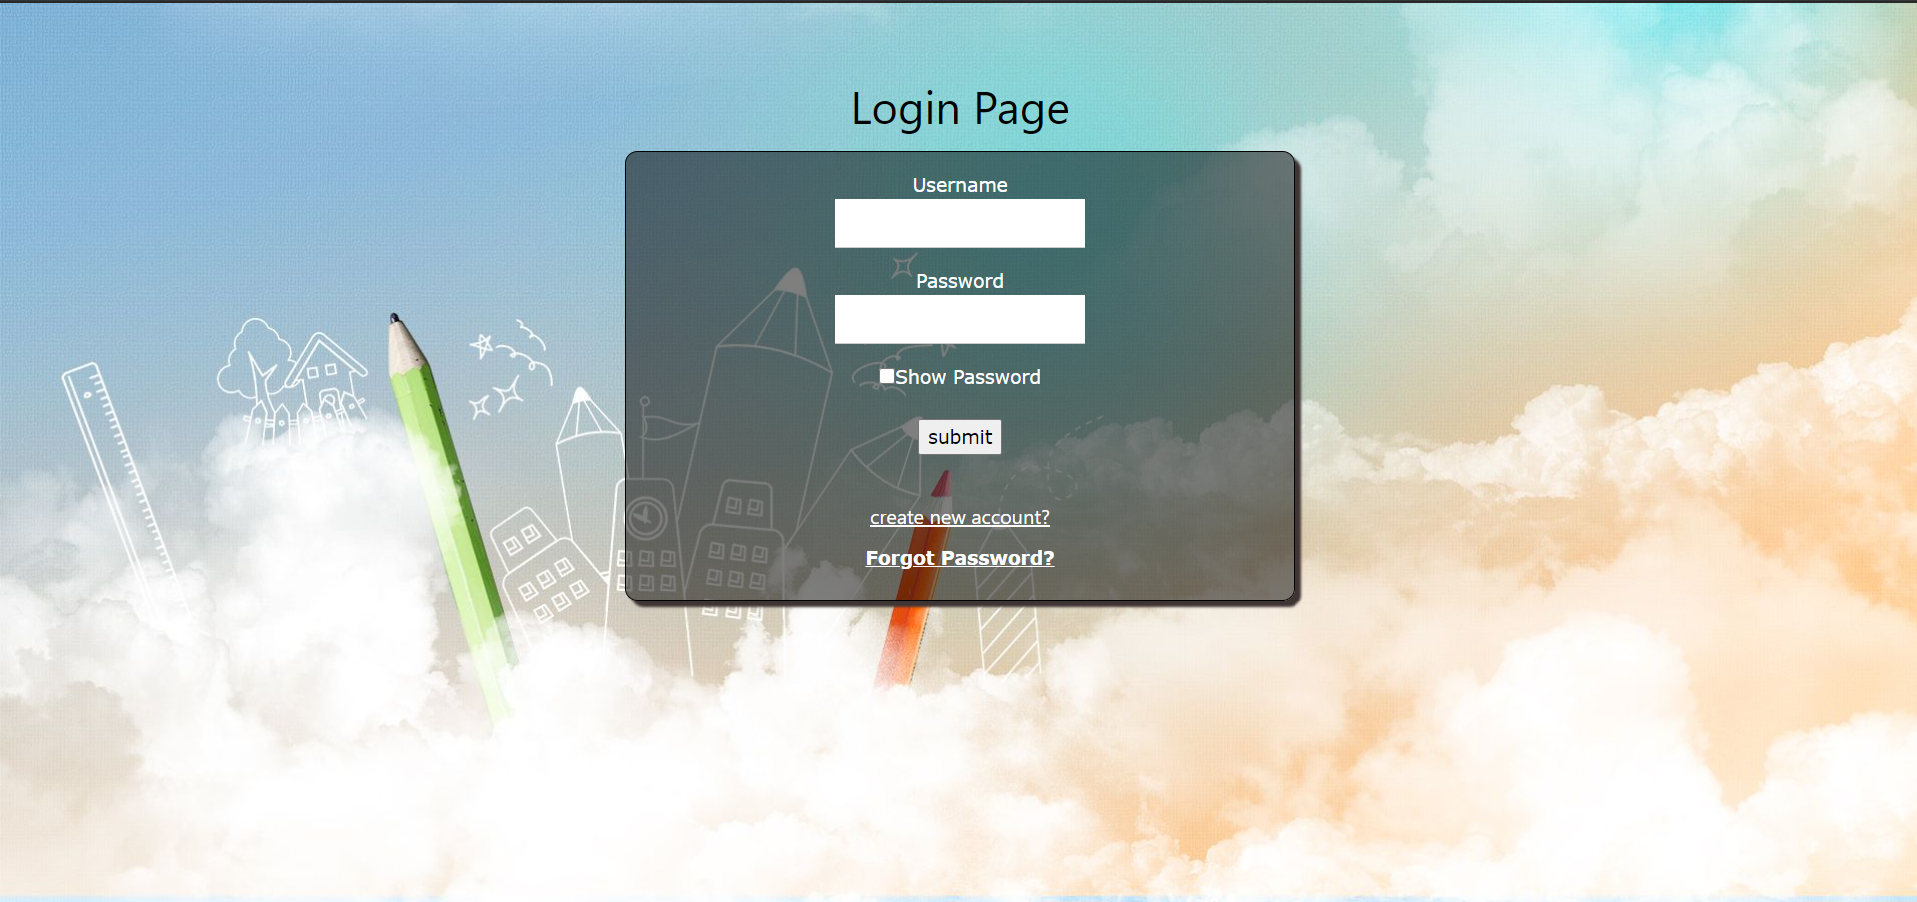 Login Page
Username
Password
Show Password
submit
create new account?
Forgot Password?